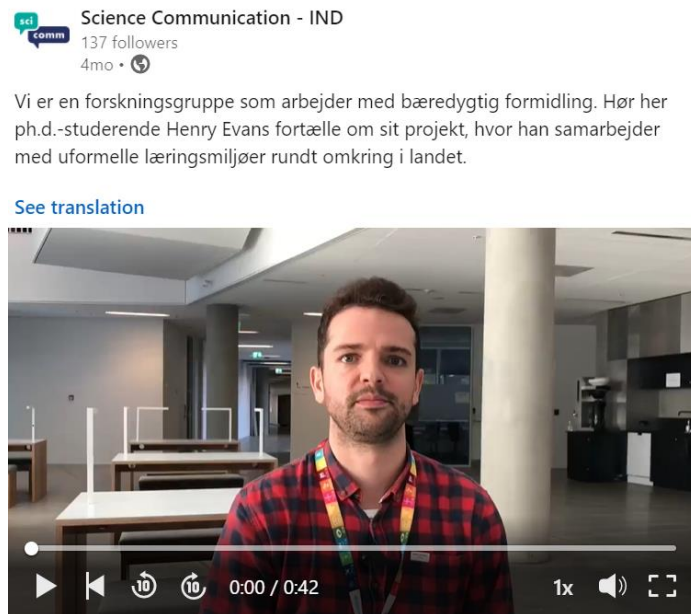 sci
comm
Science Communication - IND
137 followers
4mo •
Vi er en forskningsgruppe som arbejder med bæredygtig formidling. Hør her
ph.d.-studerende Henry Evans fortælle om sit projekt, hvor han samarbejder
med uformelle læringsmiljøer rundt omkring i landet.
See translation
10
10
0:00 / 0:42
1x